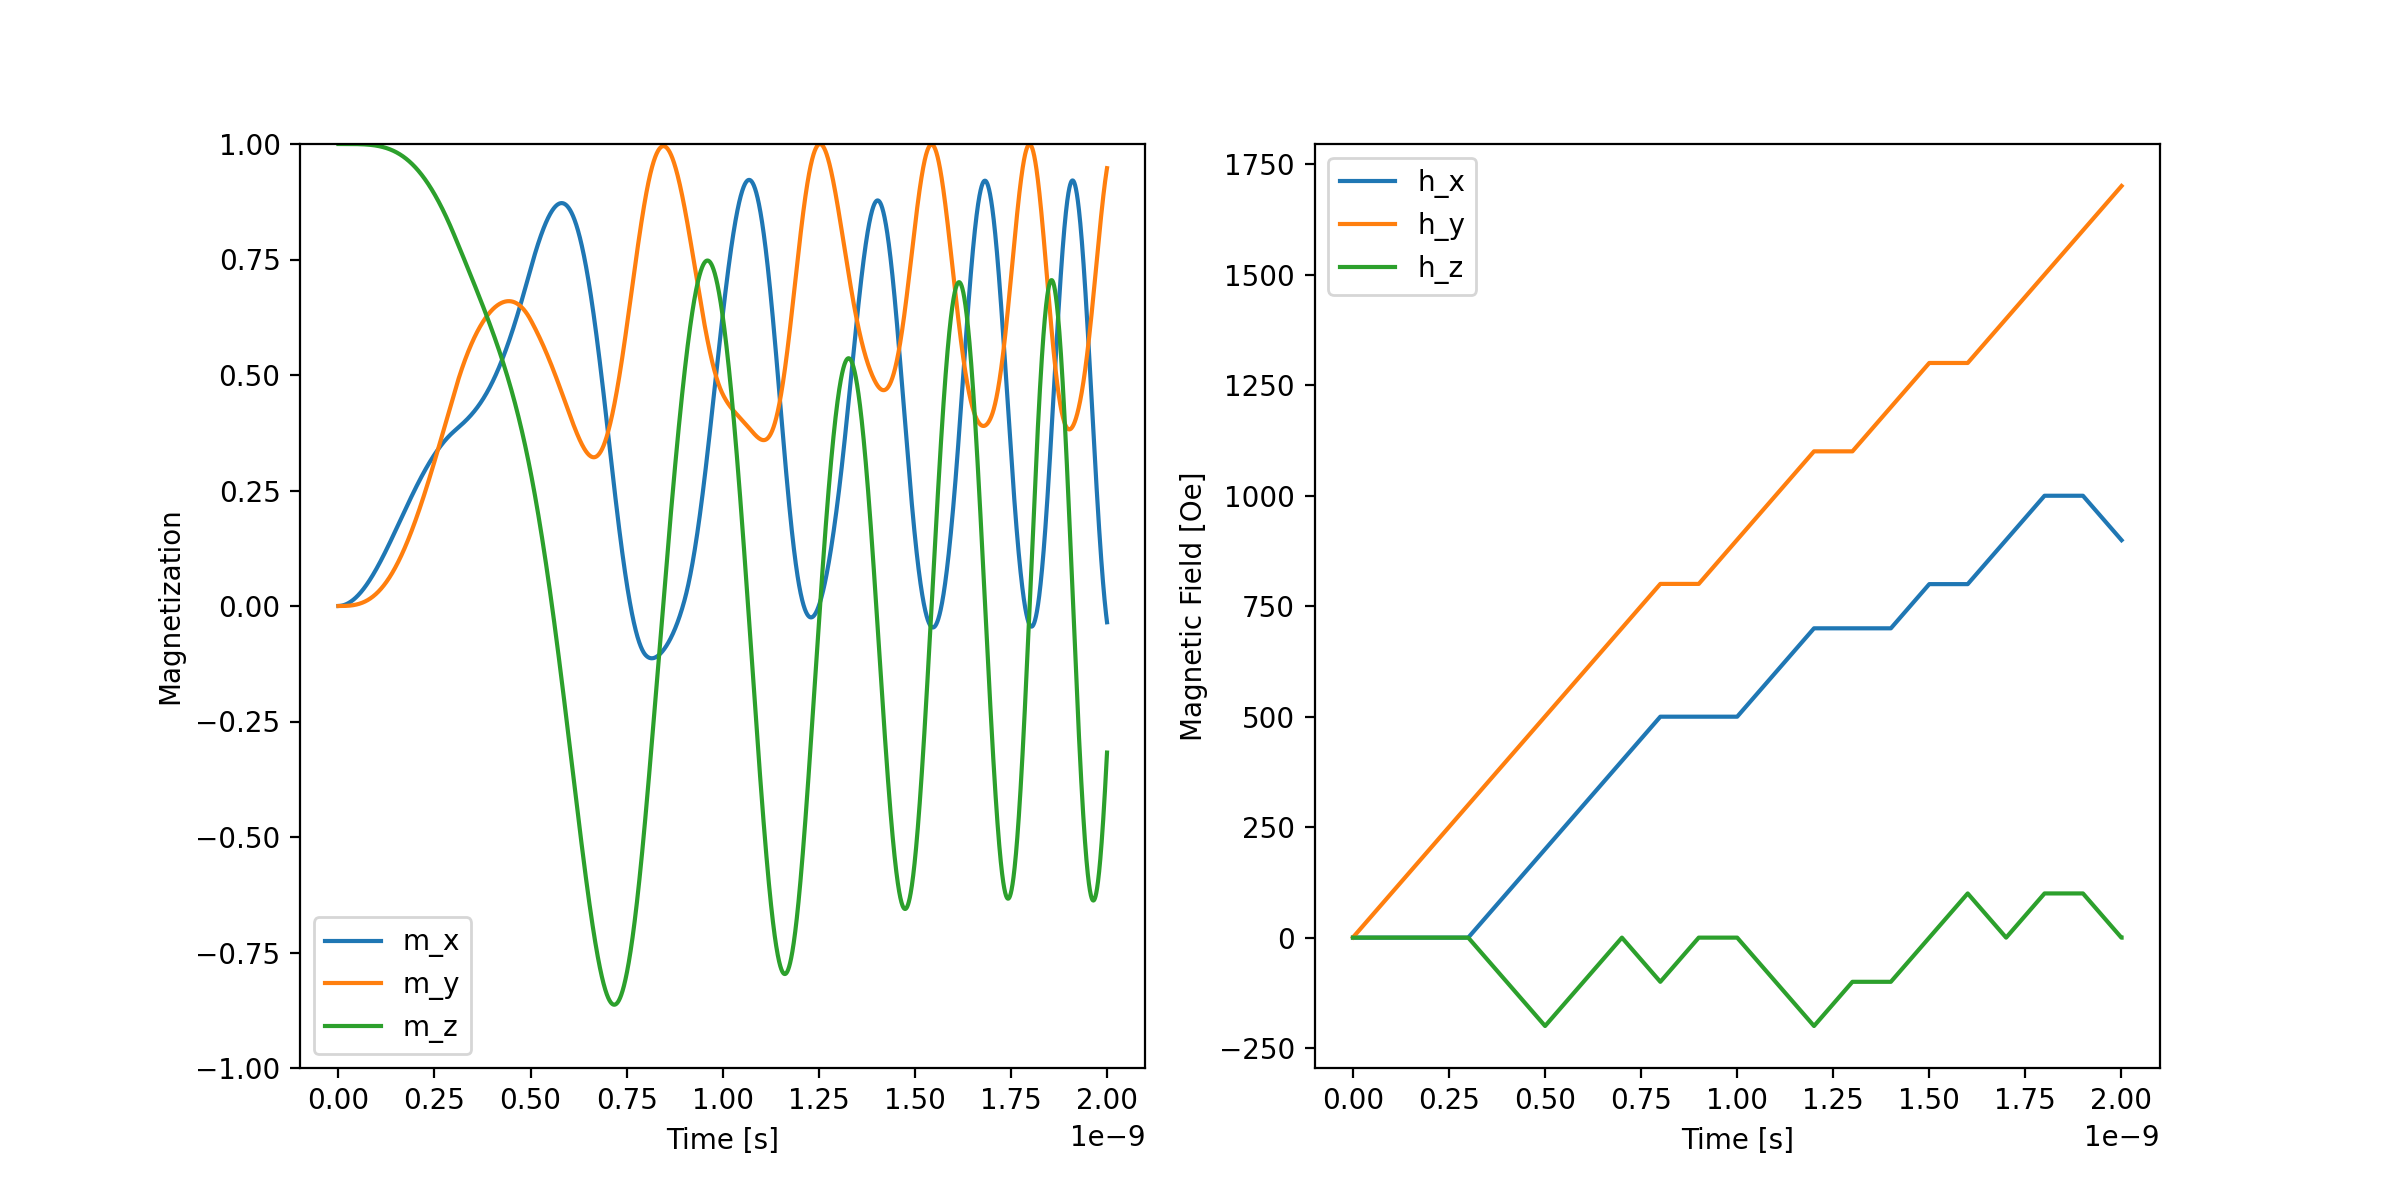 1.00
0.75
0.50
0.25
0.00
−0.25
−0.50
−0.75
−1.00
Magnetization
m_x
m_y
m_z
0.00 0.25 0.50 0.75 1.00 1.25 1.50 1.75 2.00
Time [s]
1e−9
1750
1500
1250
1000
750
500
250
0
−250
Magnetic Field [Oe]
h_x
h_y
h_z
0.00 0.25 0.50 0.75 1.00 1.25 1.50 1.75 2.00
Time [s]
1e−9